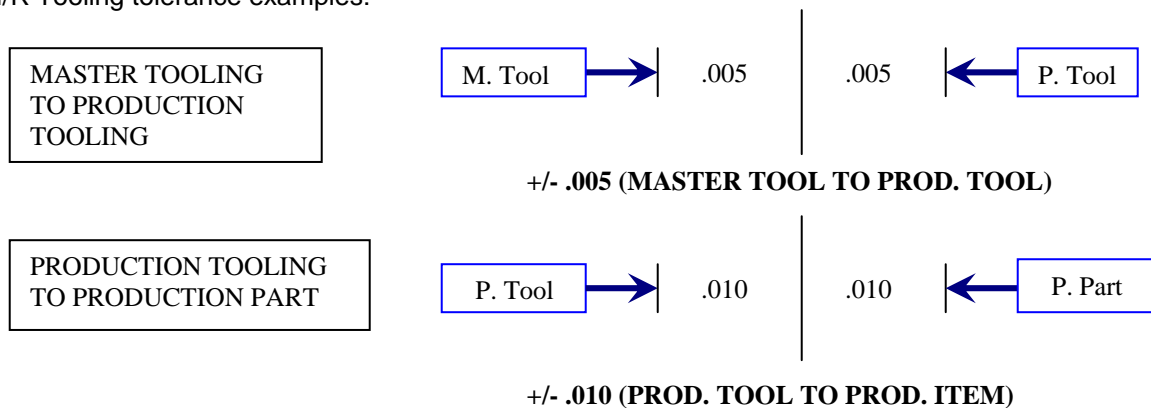 Tooling tolerance examples.
MASTER TOOLING
TO PRODUCTION
TOOLING
M. Tool .005 .005 P. Tool
+/- .005 (MASTER TOOL TO PROD. TOOL)
PRODUCTION TOOLING
TO PRODUCTION PART
P. Tool .010 .010 P. Part
+/- .010 (PROD. TOOL TO PROD. ITEM)